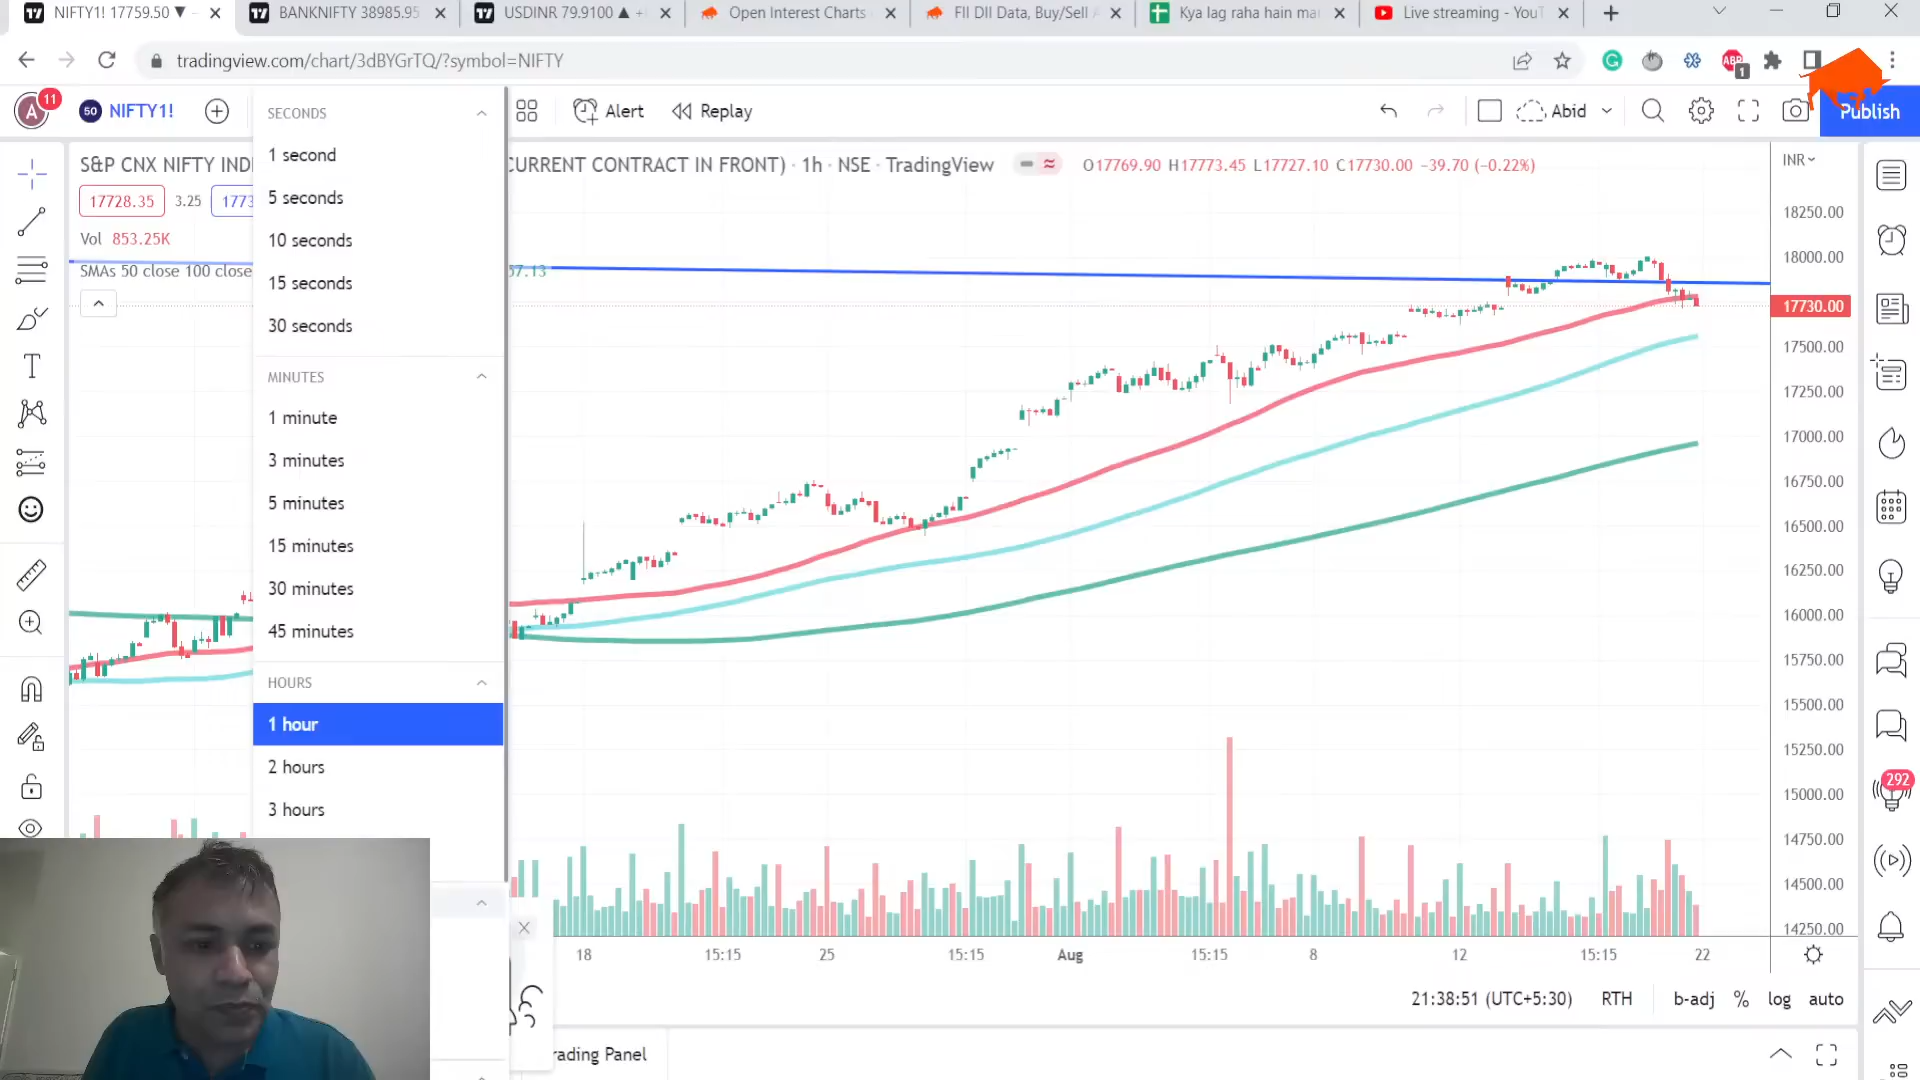 NIFTY1! 17759.50 ▼ −
BANKNIFTY 38985.95
USDINR 79.9100 ▲ +
Open Interest Charts
FII DII Data, Buy/Sell A
Kya lag raha hain ma
Live streaming - YouT
tradingview.com/chart/3dBYGrTQ/?symbol=NIFTY
ABP
1
A
11
50
NIFTY1!
Alert
Replay
Abid
Publish
S&P CNX NIFTY IND
CURRENT CONTRACT IN FRONT) · 1h · NSE · TradingView
O17769.90 H17773.45 L17727.10 C17730.00 −39.70 (−0.22%)
INR
17728.35
3.25
1773
Vol 853.25K
SMAs 50 close 100 close
57.13
SECONDS
1 second
5 seconds
10 seconds
15 seconds
30 seconds
MINUTES
1 minute
3 minutes
5 minutes
15 minutes
30 minutes
45 minutes
HOURS
1 hour
2 hours
3 hours
18250.00
18000.00
17730.00
17500.00
17250.00
17000.00
16750.00
16500.00
16250.00
16000.00
15750.00
15500.00
15250.00
15000.00
14750.00
14500.00
14250.00
292
18
15:15
25
15:15
Aug
15:15
8
12
15:15
22
21:38:51 (UTC+5:30)
RTH
b-adj
%
log
auto
rading Panel